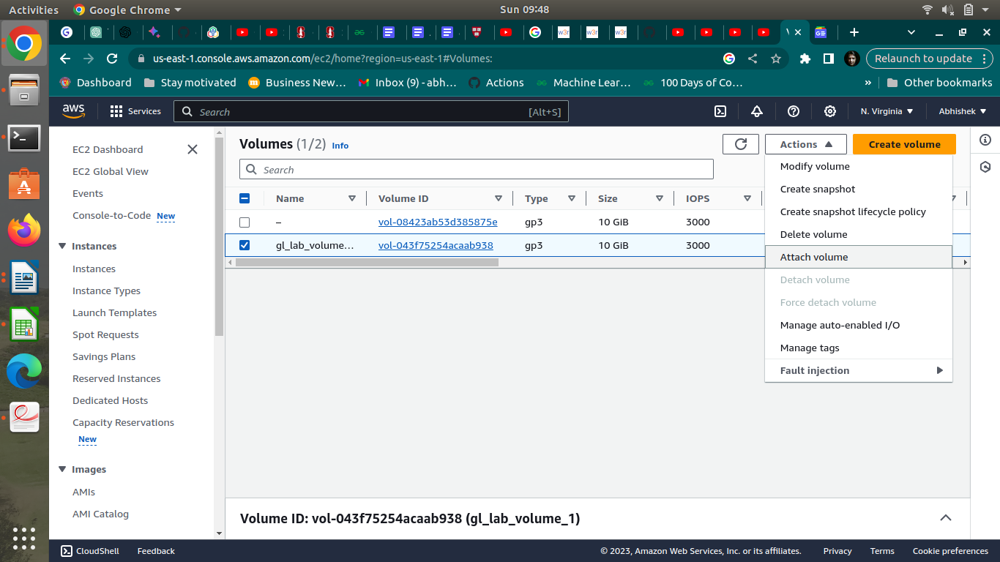 Activities
Google Chrome
Sun 09:48
us-east-1.console.aws.amazon.com/ec2/home?region=us-east-1#Volumes:
Relaunch to update
Dashboard
Stay motivated
Business New…
Inbox (9) - abh…
Actions
Machine Lear…
100 Days of Co…
»
Other bookmarks
aws
Services
Search
[Alt+S]
N. Virginia
Abhishek
EC2 Dashboard
EC2 Global View
Events
Console-to-Code New
Instances
Instances
Instance Types
Launch Templates
Spot Requests
Savings Plans
Reserved Instances
Dedicated Hosts
Capacity Reservations
New
Images
AMIs
AMI Catalog
Volumes (1/2) Info
Actions
Create volume
Search
Name Volume ID Type Size IOPS
– vol-08423ab53d385875e gp3 10 GiB 3000
gl_lab_volume… vol-043f75254acaab938 gp3 10 GiB 3000
Modify volume
Create snapshot
Create snapshot lifecycle policy
Delete volume
Attach volume
Detach volume
Force detach volume
Manage auto-enabled I/O
Manage tags
Fault injection
Volume ID: vol-043f75254acaab938 (gl_lab_volume_1)
CloudShell
Feedback
© 2023, Amazon Web Services, Inc. or its affiliates.
Privacy
Terms
Cookie preferences